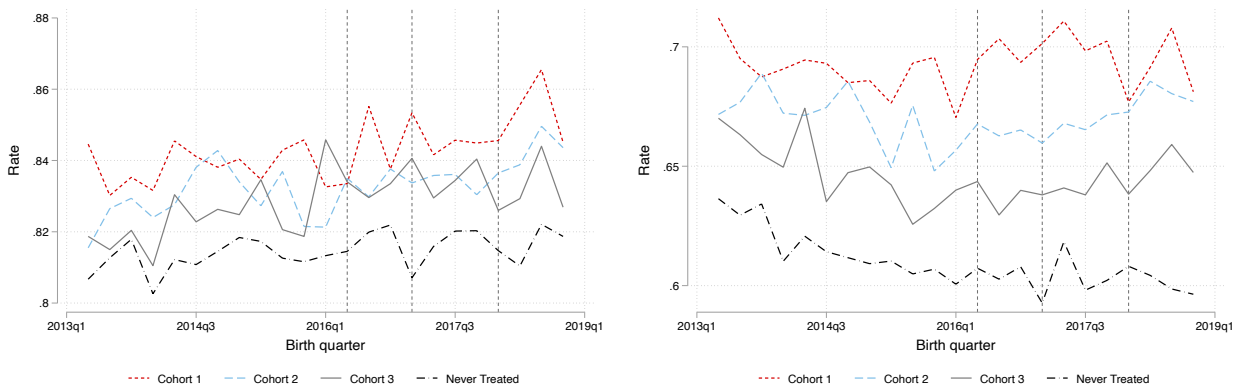 .88
.86
.84
.82
.8
Rate
2013q1 2014q3 2016q1 2017q3 2019q1
Birth quarter
Cohort 1 Cohort 2 Cohort 3 Never Treated
.7
.65
.6
Rate
2013q1 2014q3 2016q1 2017q3 2019q1
Birth quarter
Cohort 1 Cohort 2 Cohort 3 Never Treated